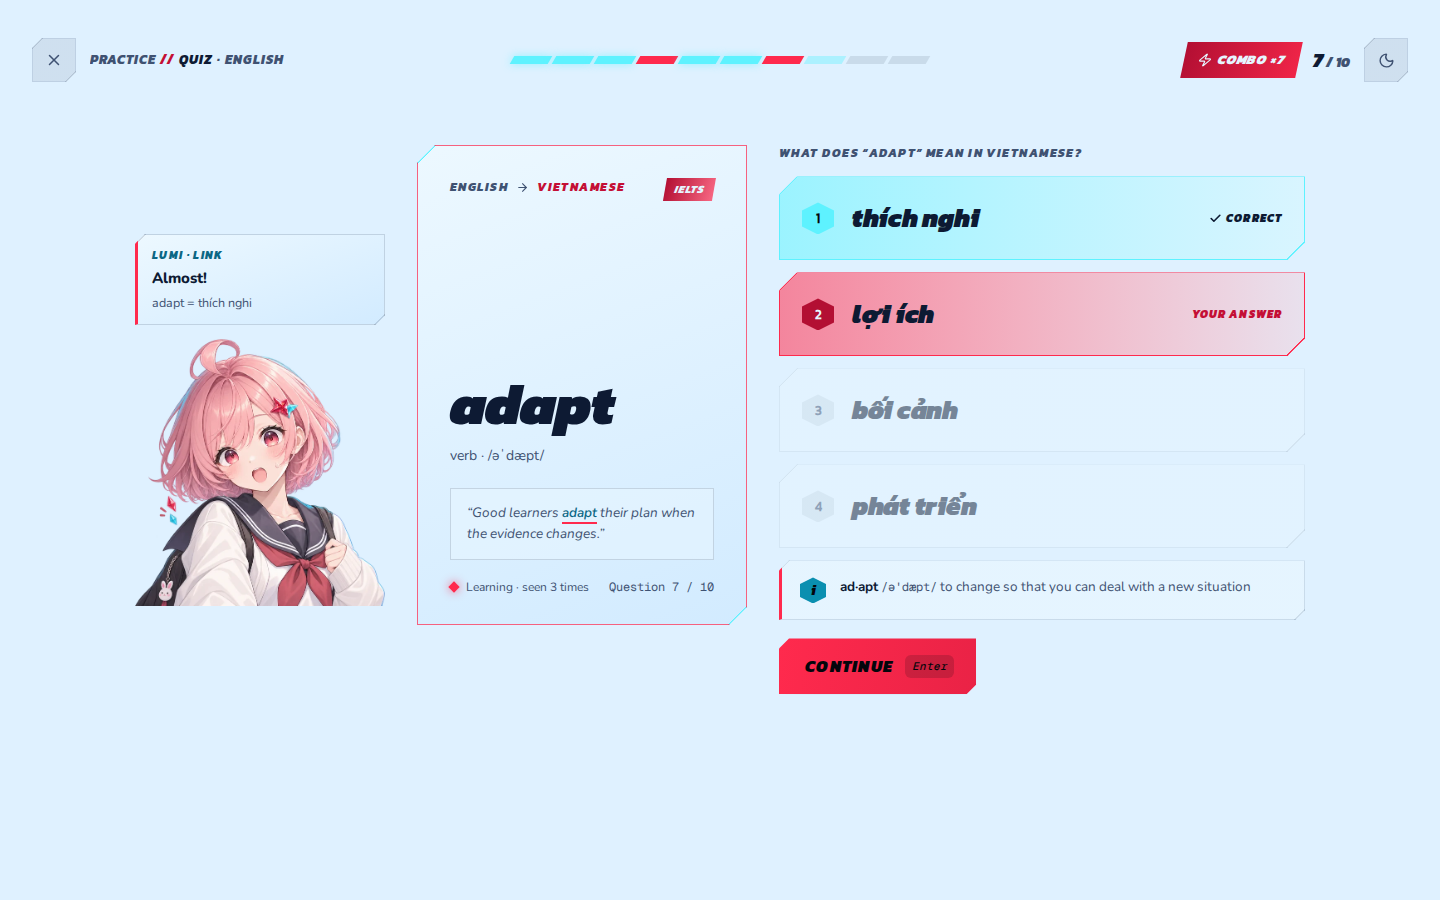 PRACTICE // QUIZ · ENGLISH
COMBO ×7
7 / 10
LUMI · LINK
Almost!
adapt = thích nghi
ENGLISH → VIETNAMESE
IELTS
adapt
verb · /əˈdæpt/
“Good learners adapt their plan when
the evidence changes.”
Learning · seen 3 times
Question 7 / 10
WHAT DOES “ADAPT” MEAN IN VIETNAMESE?
1 thích nghi ✓ CORRECT
2 lợi ích YOUR ANSWER
3 bối cảnh
4 phát triển
i ad·apt /əˈdæpt/ to change so that you can deal with a new situation
CONTINUE Enter